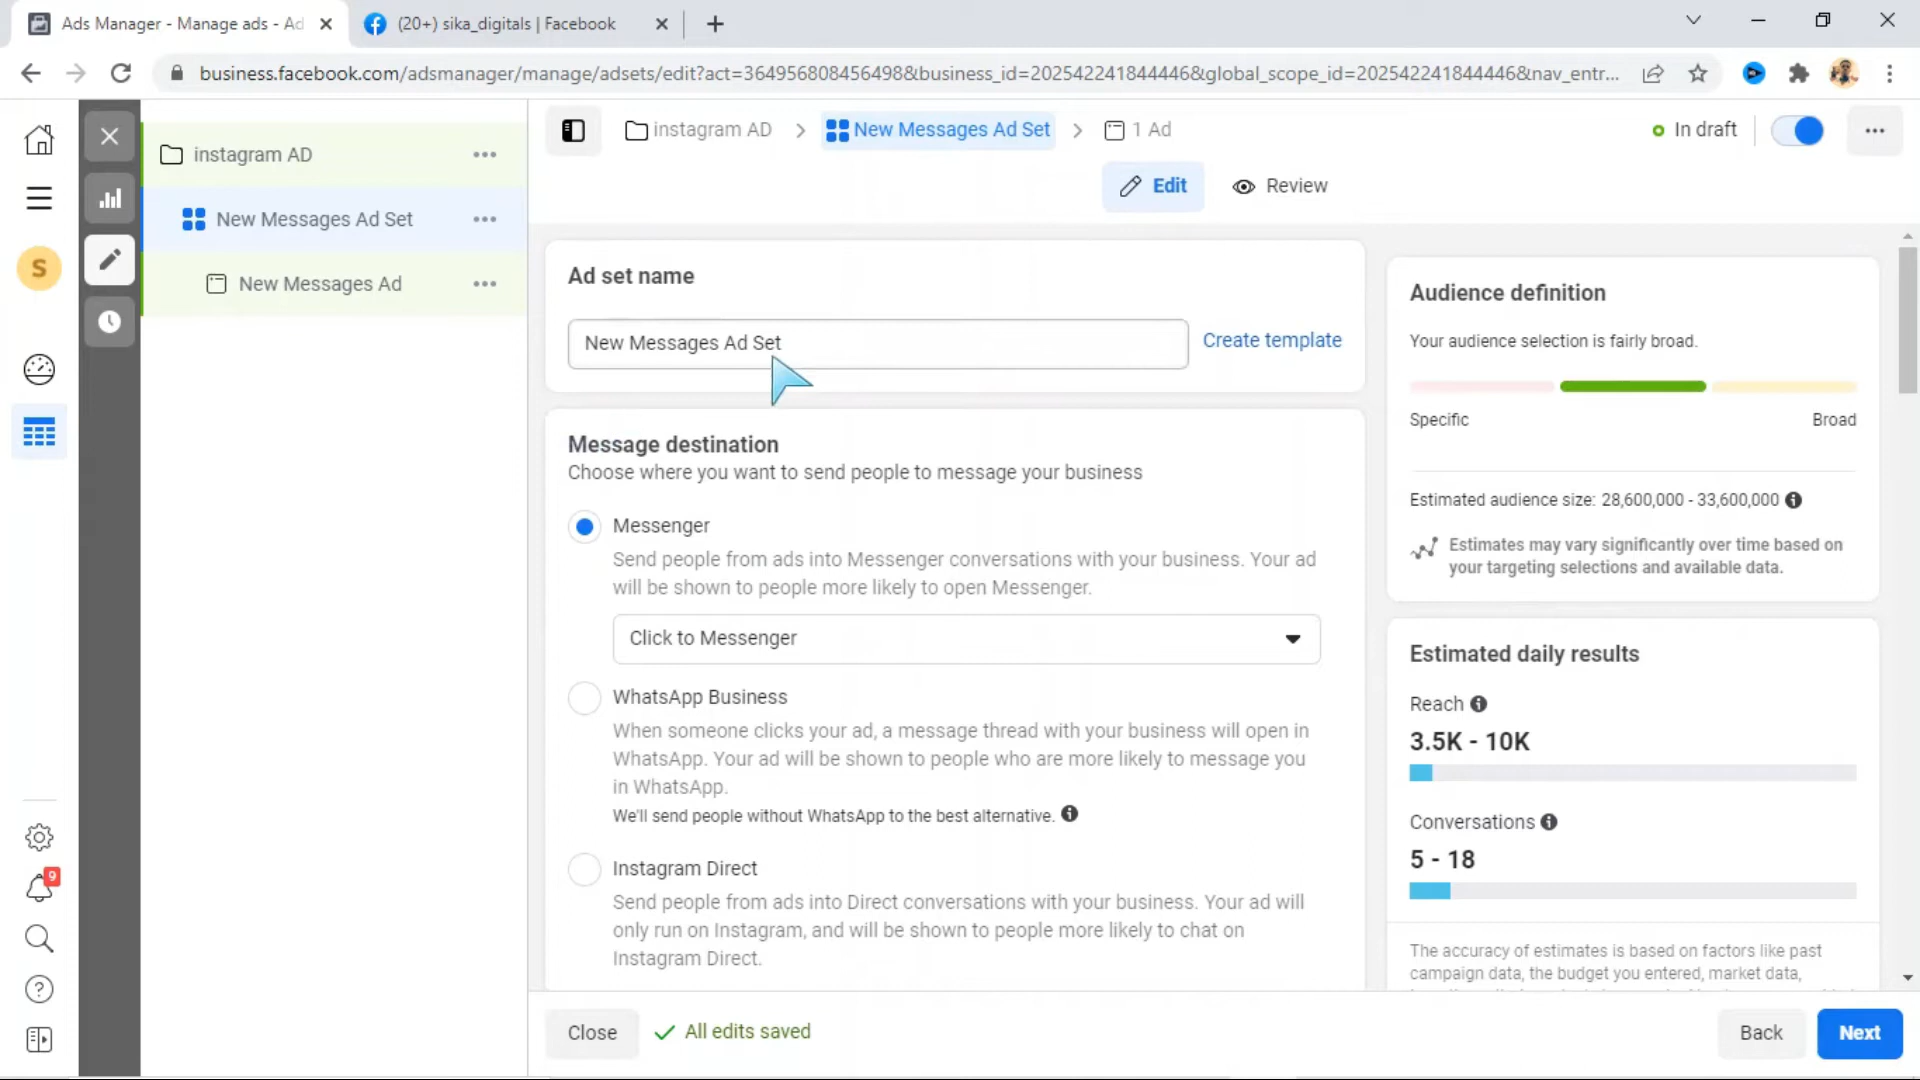 Ads Manager - Manage ads - Ad
(20+) sika_digitals | Facebook
business.facebook.com/adsmanager/manage/adsets/edit?act=364956808456498&business_id=202542241844446&global_scope_id=202542241844446&nav_entr...
instagram AD
New Messages Ad Set
New Messages Ad
S
9
instagram AD
New Messages Ad Set
1 Ad
In draft
Edit
Review
Ad set name
New Messages Ad Set
Create template
Message destination
Choose where you want to send people to message your business
Messenger
Send people from ads into Messenger conversations with your business. Your ad
will be shown to people more likely to open Messenger.
Click to Messenger
WhatsApp Business
When someone clicks your ad, a message thread with your business will open in
WhatsApp. Your ad will be shown to people who are more likely to message you
in WhatsApp.
We'll send people without WhatsApp to the best alternative.
Instagram Direct
Send people from ads into Direct conversations with your business. Your ad will
only run on Instagram, and will be shown to people more likely to chat on
Instagram Direct.
Audience definition
Your audience selection is fairly broad.
Specific
Broad
Estimated audience size: 28,600,000 - 33,600,000
Estimates may vary significantly over time based on
your targeting selections and available data.
Estimated daily results
Reach
3.5K - 10K
Conversations
5 - 18
The accuracy of estimates is based on factors like past
campaign data, the budget you entered, market data,
Close
All edits saved
Back
Next